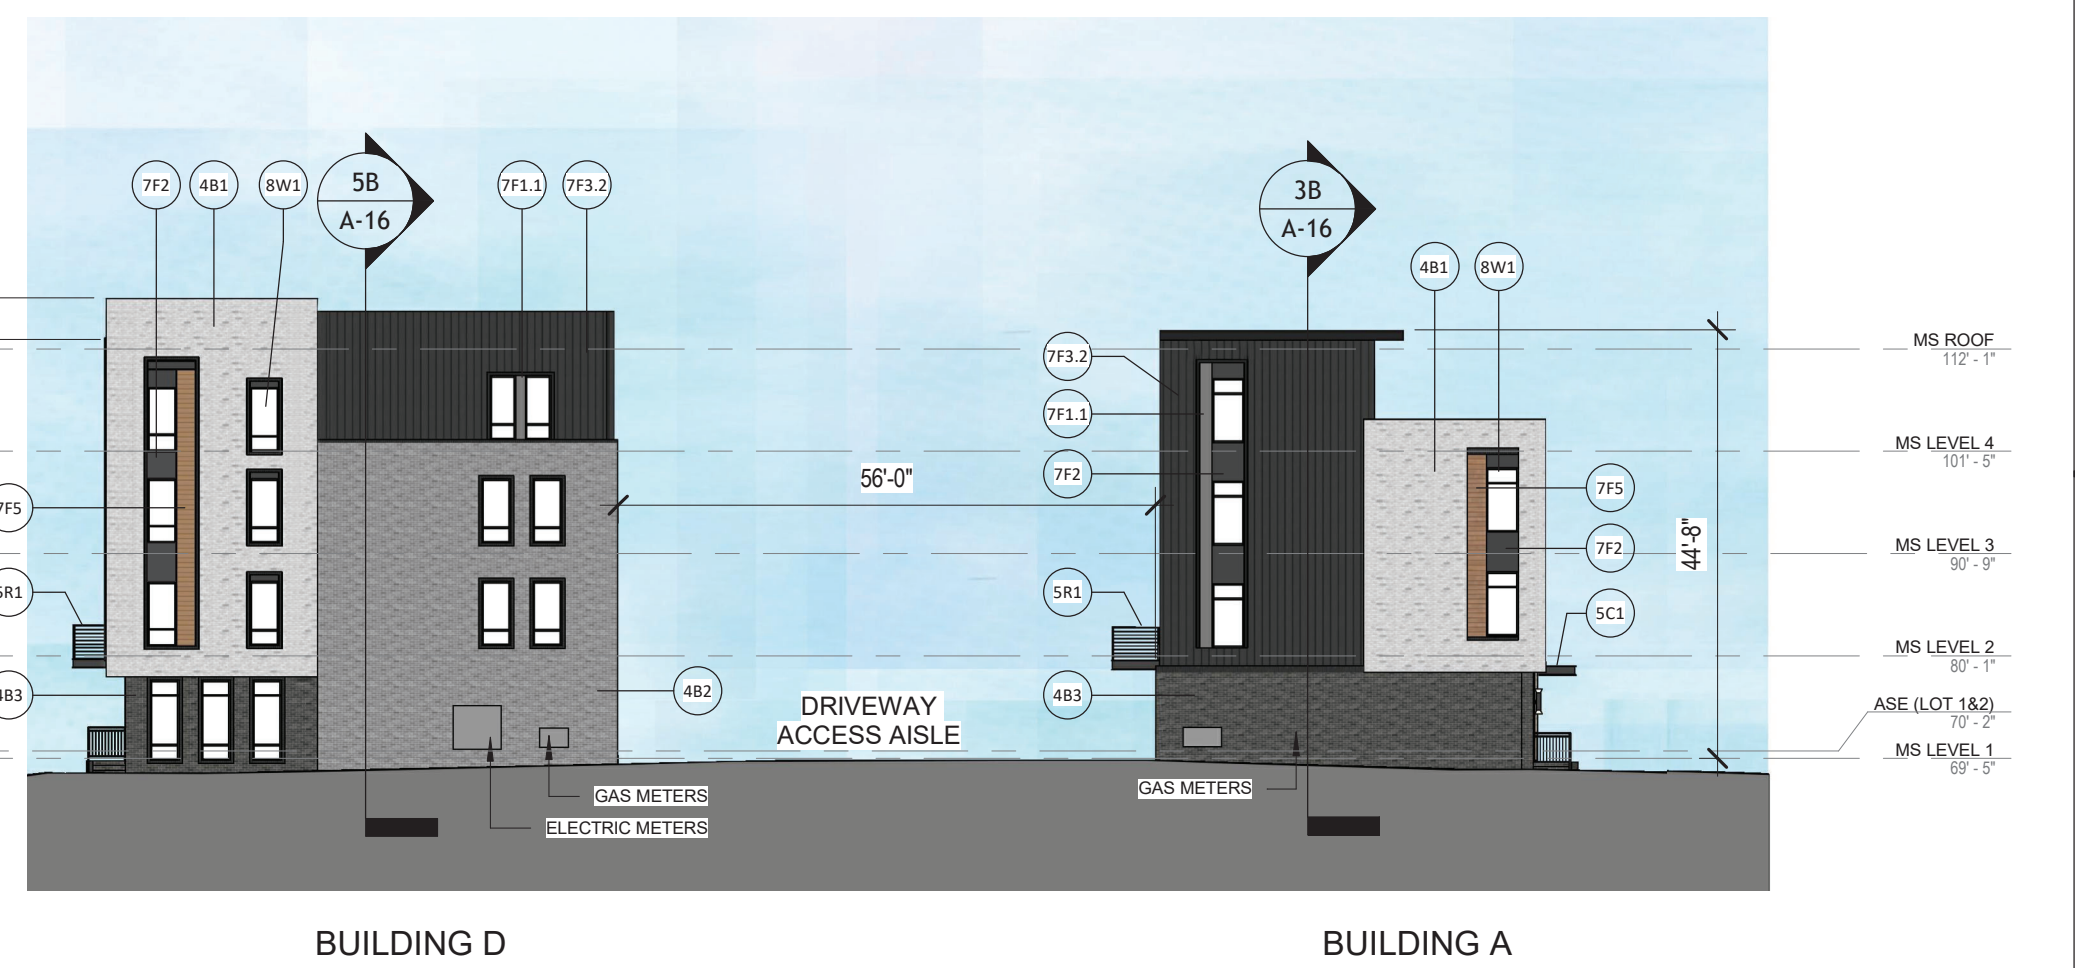 7F2
4B1
8W1
5B
A-16
7F1.1
7F3.2
3B
A-16
4B1
8W1
7F3.2
7F1.1
7F2
5R1
4B3
7F5
5R1
4B3
56'-0"
4B2
7F5
7F2
5C1
44'-8"
MS ROOF
112' - 1"
MS LEVEL 4
101' - 5"
MS LEVEL 3
90' - 9"
MS LEVEL 2
80' - 1"
ASE (LOT 1&2)
70' - 2"
MS LEVEL 1
69' - 5"
DRIVEWAY
ACCESS AISLE
GAS METERS
ELECTRIC METERS
GAS METERS
BUILDING D
BUILDING A